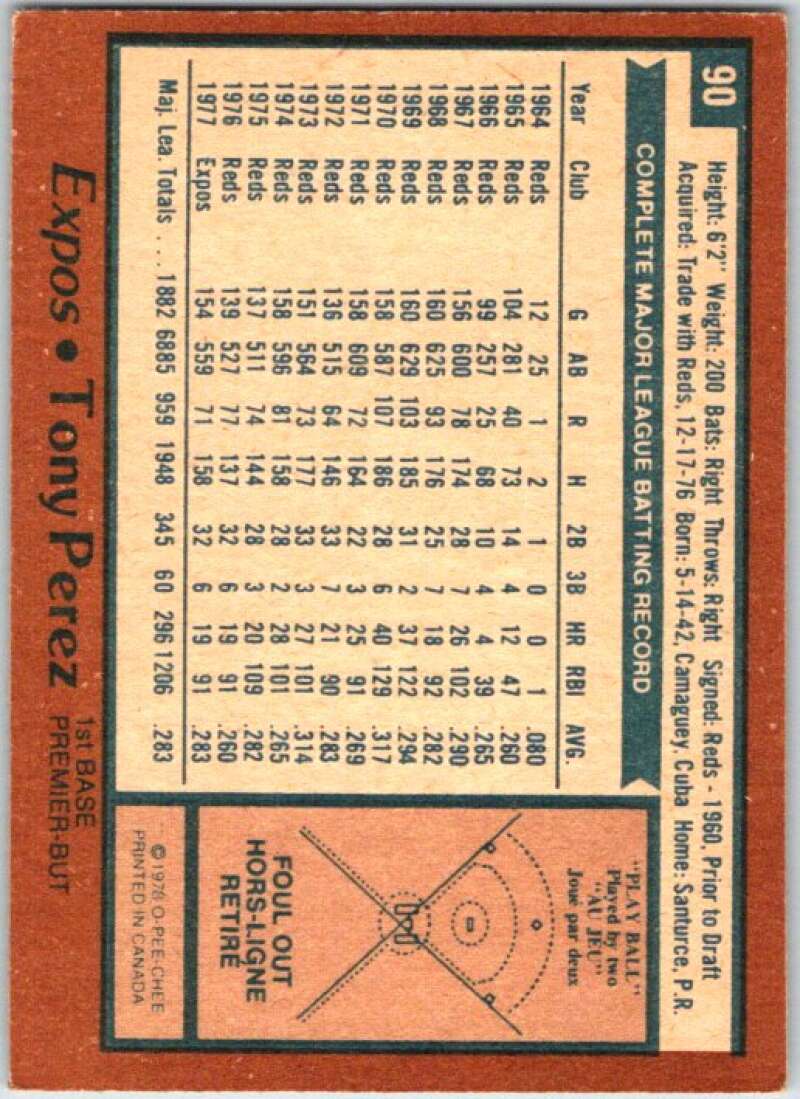 90
Height: 6'2" Weight: 200 Bats: Right Throws: Right Signed: Reds - 1960, Prior to Draft
Acquired: Trade with Reds, 12-17-76 Born: 5-14-42, Camaguey, Cuba Home: Santurce, P.R.
COMPLETE MAJOR LEAGUE BATTING RECORD
Year Club G AB R H 2B 3B HR RBI AVG.
1964 Reds 12 25 1 2 1 0 0 1 .080
1965 Reds 104 281 40 73 14 4 12 47 .260
1966 Reds 99 257 25 68 10 4 4 39 .265
1967 Reds 156 600 78 174 28 7 26 102 .290
1968 Reds 160 625 93 176 25 7 18 92 .282
1969 Reds 160 629 103 185 31 2 37 122 .294
1970 Reds 158 587 107 186 28 6 40 129 .317
1971 Reds 158 609 72 164 22 3 25 91 .269
1972 Reds 136 515 64 146 33 7 21 90 .283
1973 Reds 151 564 73 177 33 3 27 101 .314
1974 Reds 158 596 81 158 28 2 28 101 .265
1975 Reds 137 511 74 144 28 3 20 109 .282
1976 Reds 139 527 77 137 32 6 19 91 .260
1977 Expos 154 559 71 158 32 6 19 91 .283
Maj. Lea. Totals . . . 1882 6885 959 1948 345 60 296 1206 .283
"PLAY BALL"
Played by two
"AU JEU"
Joué par deux
FOUL OUT
HORS-LIGNE
RETIRÉ
© 1978 O-PEE-CHEE
PRINTED IN CANADA
Expos • Tony Perez
1st BASE
PREMIER-BUT